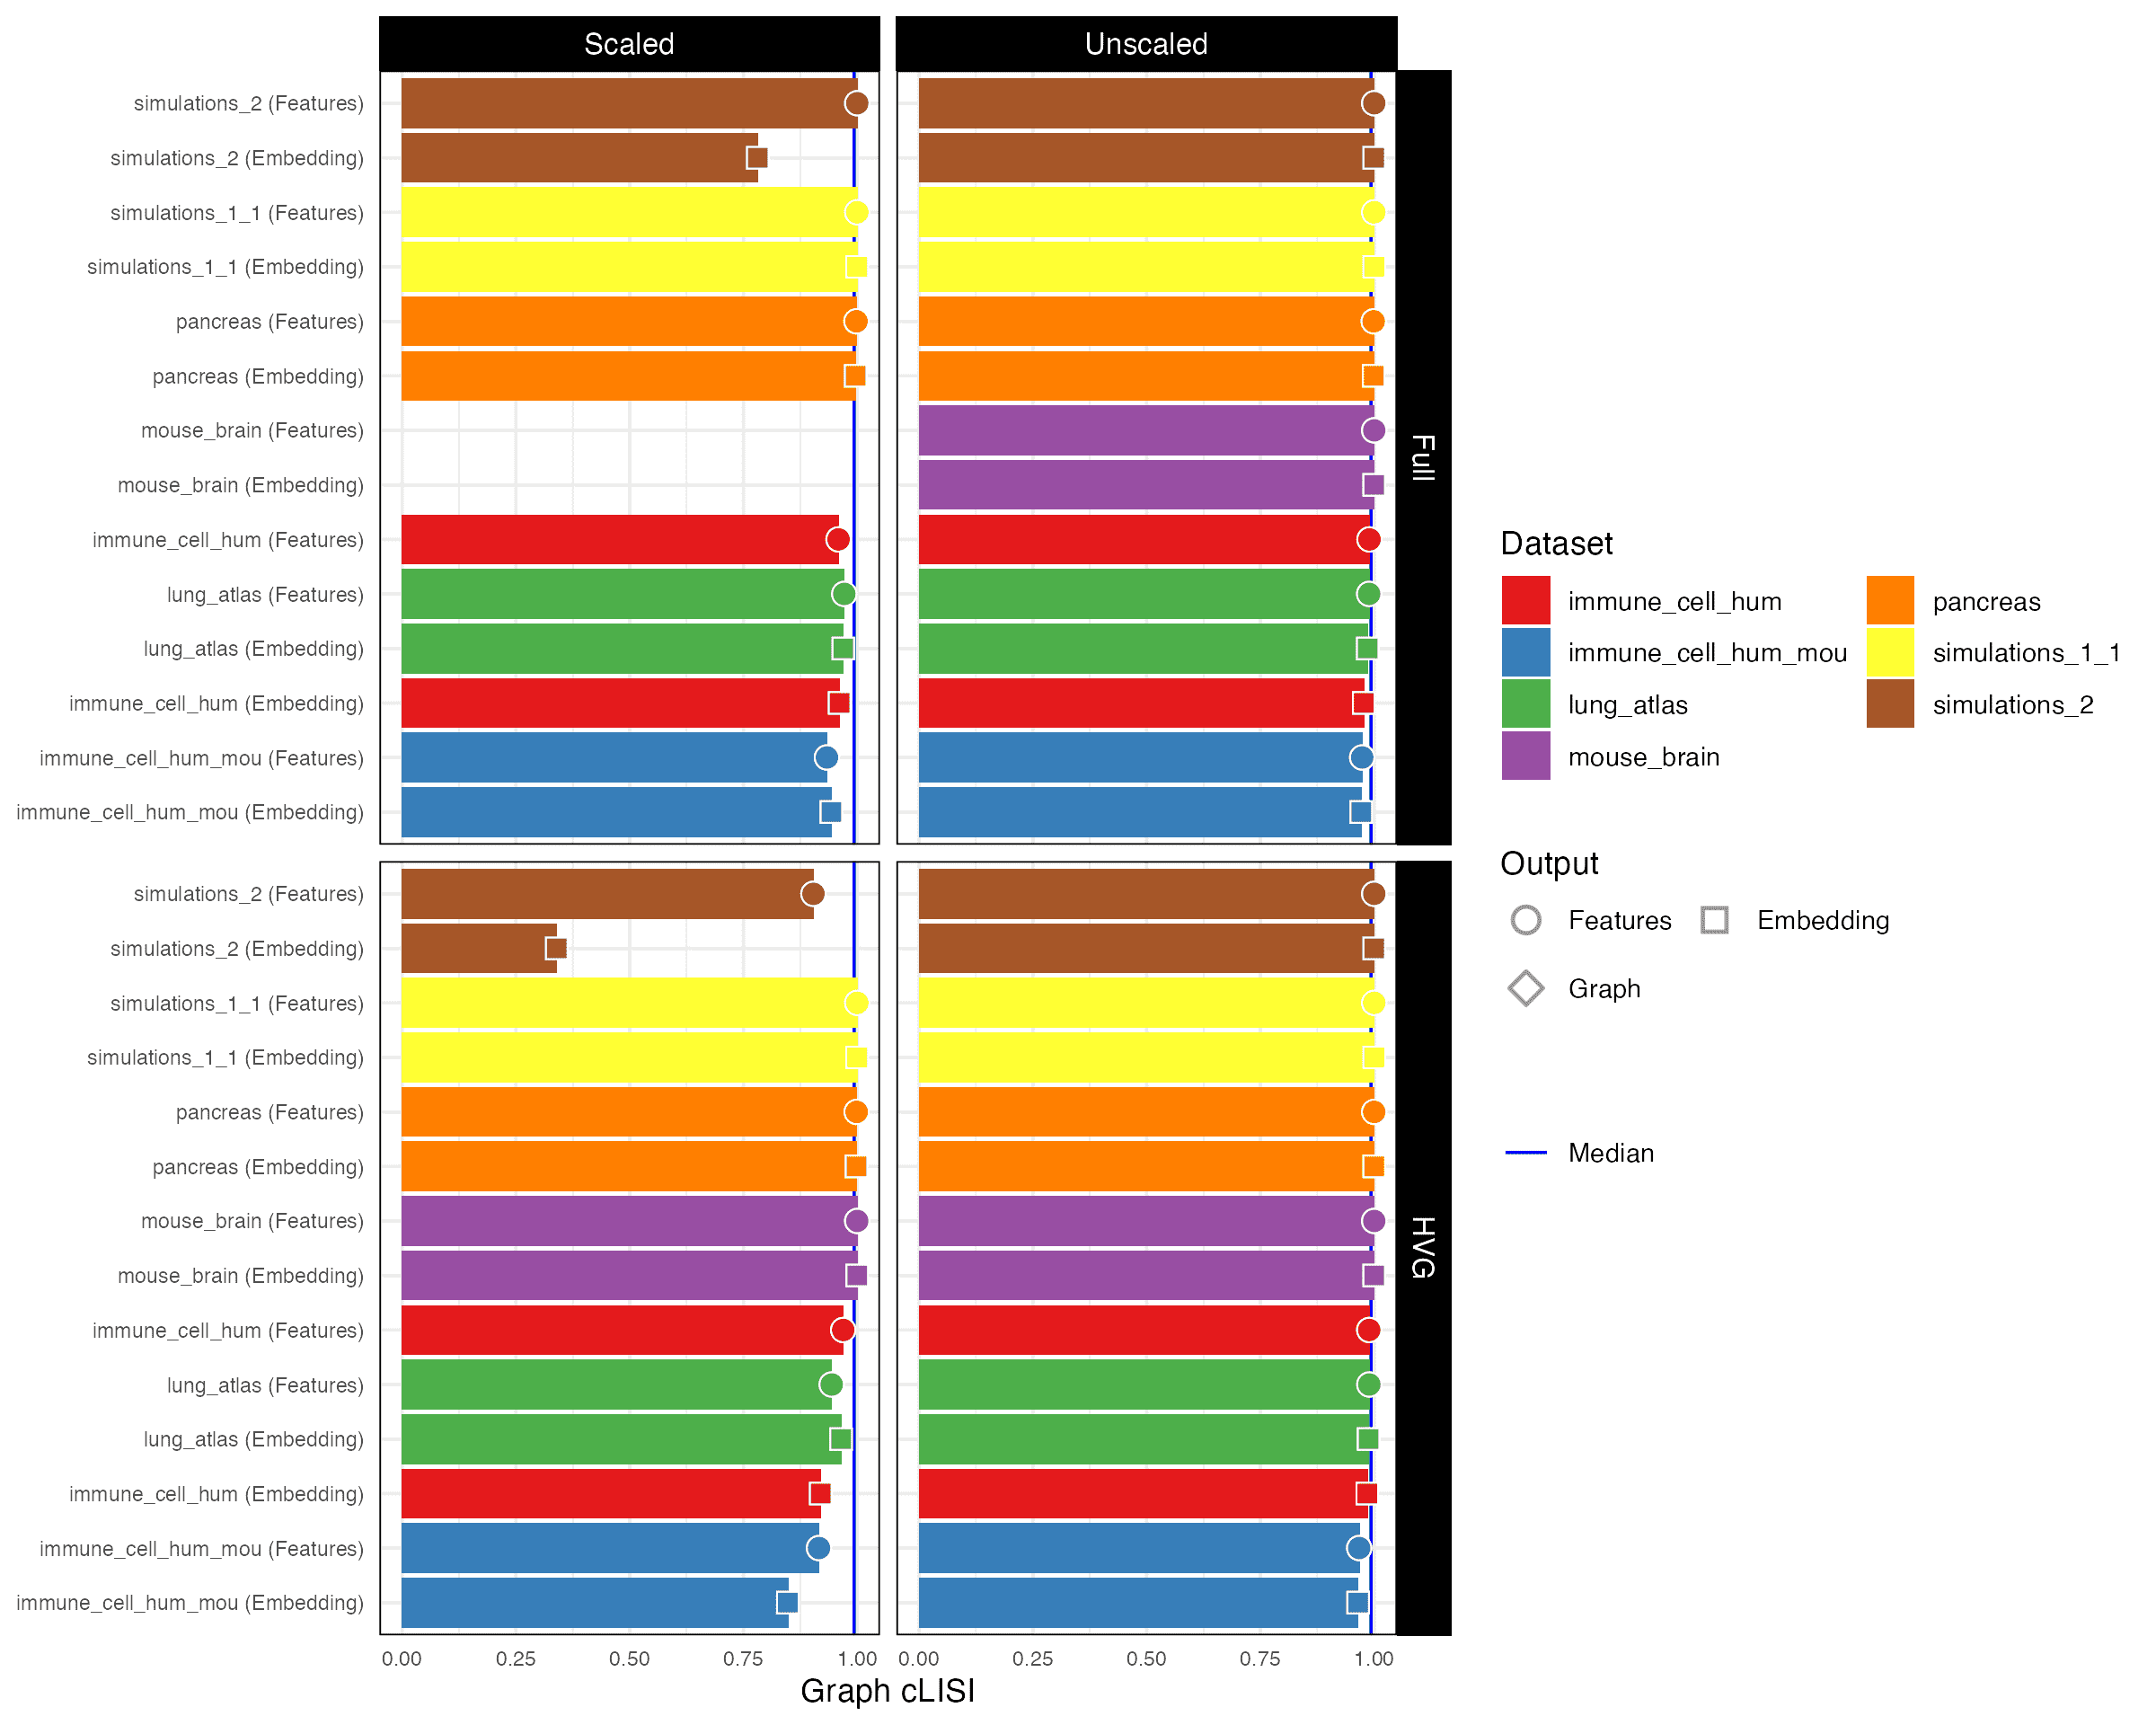 Scaled
Unscaled
simulations_2 (Features)
simulations_2 (Embedding)
simulations_1_1 (Features)
simulations_1_1 (Embedding)
pancreas (Features)
pancreas (Embedding)
mouse_brain (Features)
mouse_brain (Embedding)
immune_cell_hum (Features)
lung_atlas (Features)
lung_atlas (Embedding)
immune_cell_hum (Embedding)
immune_cell_hum_mou (Features)
immune_cell_hum_mou (Embedding)
Full
simulations_2 (Features)
simulations_2 (Embedding)
simulations_1_1 (Features)
simulations_1_1 (Embedding)
pancreas (Features)
pancreas (Embedding)
mouse_brain (Features)
mouse_brain (Embedding)
immune_cell_hum (Features)
lung_atlas (Features)
lung_atlas (Embedding)
immune_cell_hum (Embedding)
immune_cell_hum_mou (Features)
immune_cell_hum_mou (Embedding)
HVG
0.00 0.25 0.50 0.75 1.00
0.00 0.25 0.50 0.75 1.00
Graph cLISI
Dataset
immune_cell_hum
immune_cell_hum_mou
lung_atlas
mouse_brain
pancreas
simulations_1_1
simulations_2
Output
Features
Embedding
Graph
Median